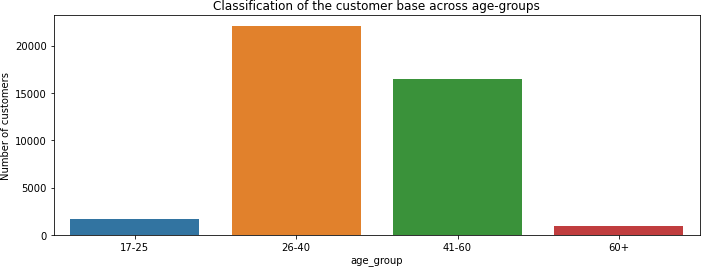 Classification of the customer base across age-groups
Number of customers
20000
15000
10000
5000
0
17-25 26-40 41-60 60+
age_group